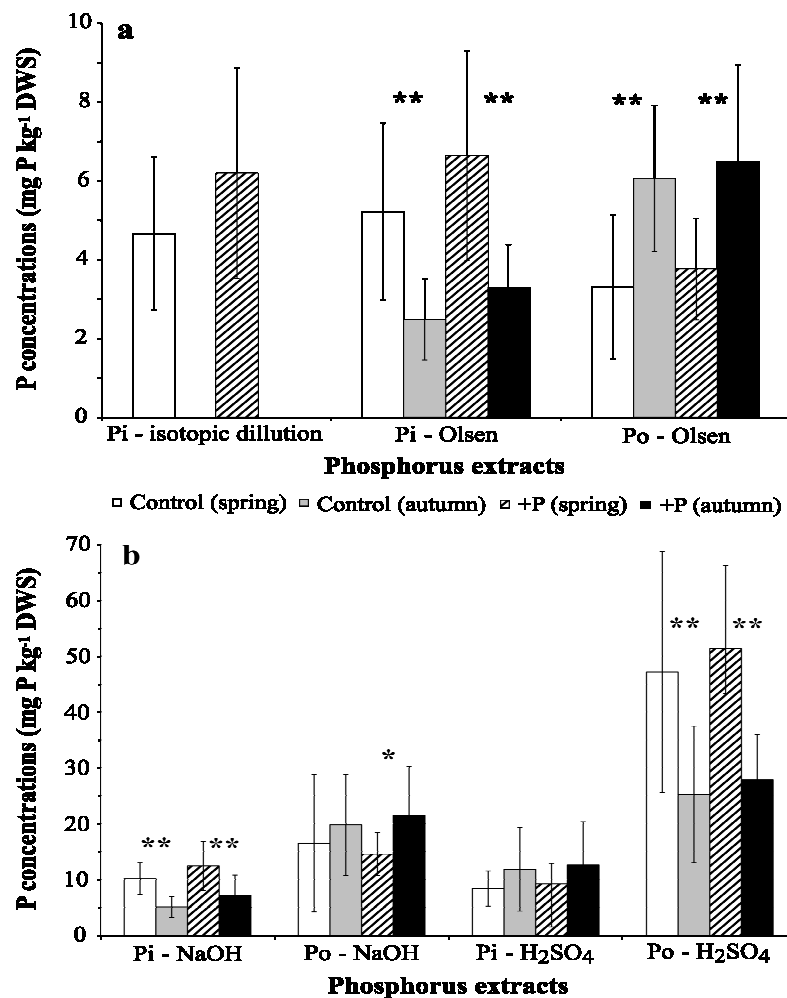 a
10
8
6
4
2
0
P concentrations (mg P kg-1 DWS)
** ** ** **
Pi - isotopic dillution Pi - Olsen Po - Olsen
Phosphorus extracts
Control (spring) Control (autumn) +P (spring) +P (autumn)
b
70
60
50
40
30
20
10
0
P concentrations (mg P kg-1 DWS)
** ** * ** **
Pi - NaOH Po - NaOH Pi - H2SO4 Po - H2SO4
Phosphorus extracts